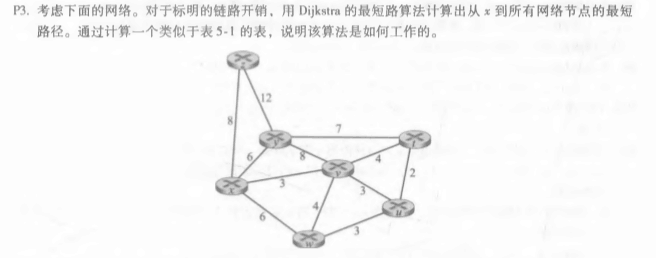 P3. 考虑下面的网络。对于标明的链路开销，用 Dijkstra 的最短路算法计算出从 x 到所有网络节点的最短
路径。通过计算一个类似于表 5-1 的表，说明该算法是如何工作的。
z
12
8
7
y
t
6
8
4
v
3
2
x
3
u
6
4
3
w